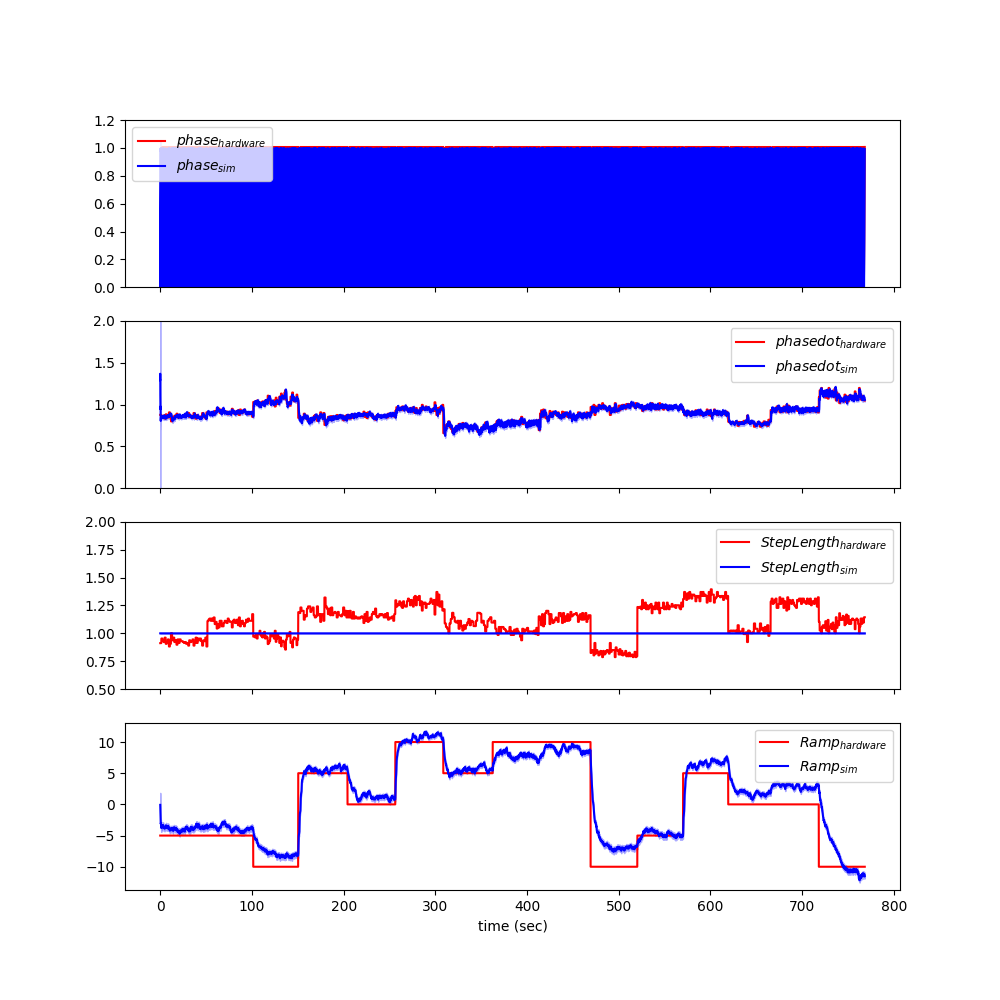 1.2
1.0
0.8
0.6
0.4
0.2
0.0
phase_hardware
phase_sim
2.0
1.5
1.0
0.5
0.0
phasedot_hardware
phasedot_sim
2.00
1.75
1.50
1.25
1.00
0.75
0.50
StepLength_hardware
StepLength_sim
10
5
0
−5
−10
Ramp_hardware
Ramp_sim
0 100 200 300 400 500 600 700 800
time (sec)